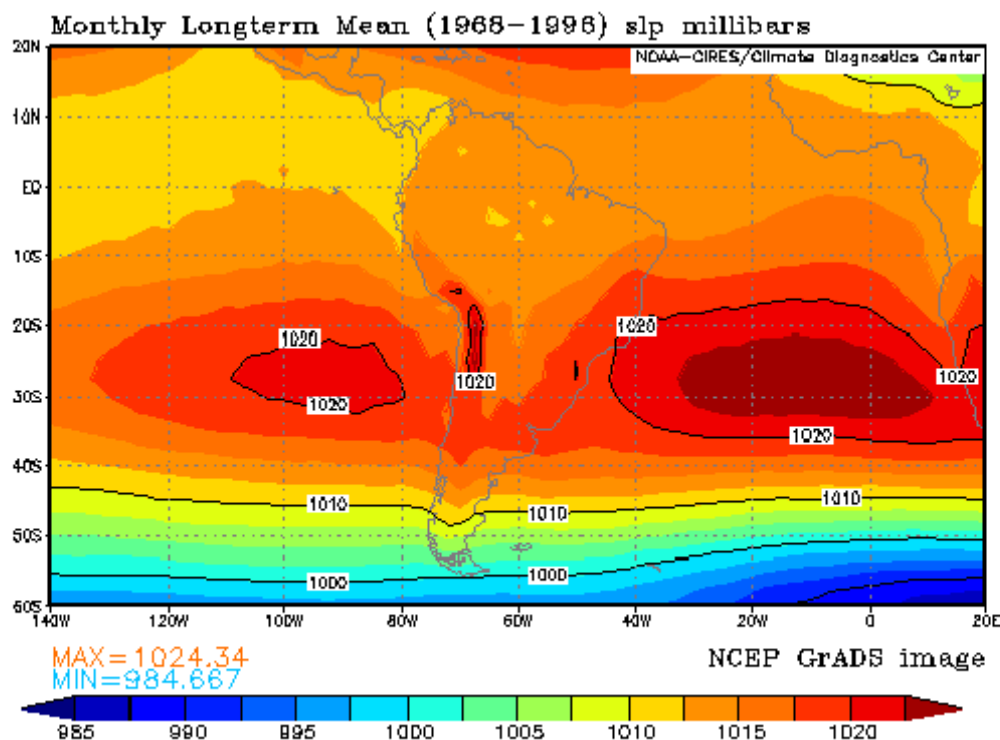 Monthly Longterm Mean (1968-1996) slp millibars
20N
NOAA-CIRES/Climate Diagnostics Center
10N
EQ
10S
20S
1020
1020
1020
1020
30S
1020
1020
40S
1010
1010
1010
50S
1000
1000
60S
140W 120W 100W 80W 60W 40W 20W 0 20E
MAX=1024.34
MIN=984.667
NCEP GrADS image
985 990 995 1000 1005 1010 1015 1020